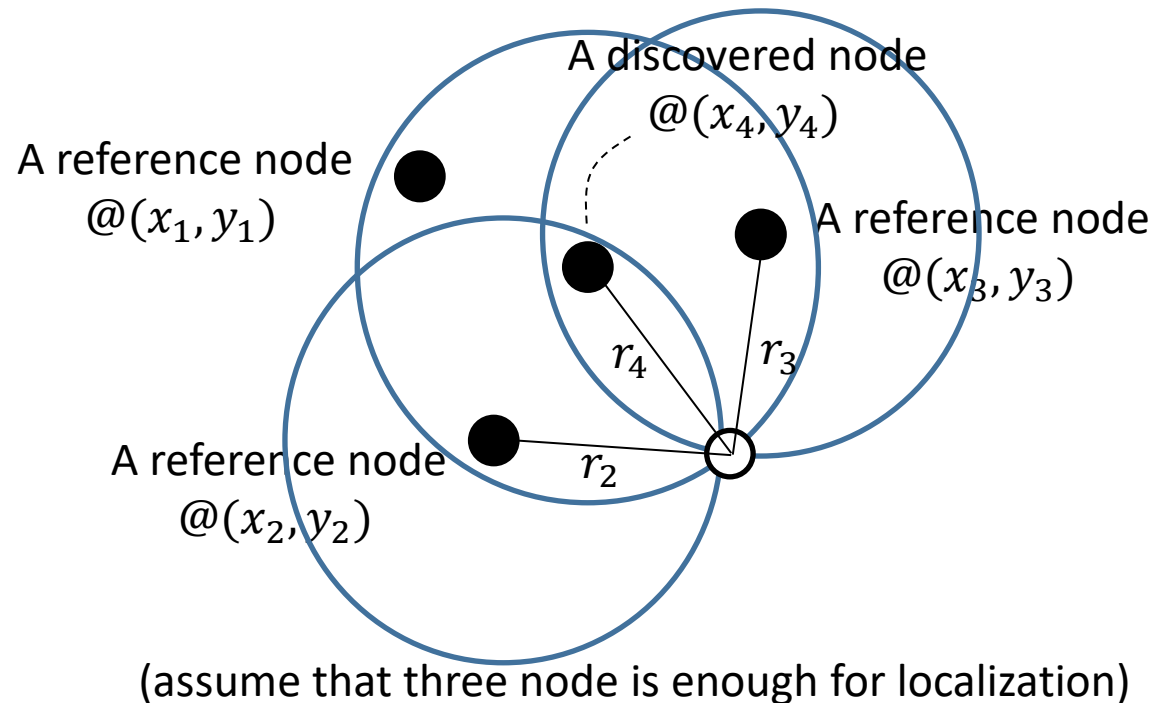 A discovered node
@(x₄, y₄)
A reference node
@(x₁, y₁)
A reference node
@(x₃, y₃)
r₄
r₃
A reference node
@(x₂, y₂)
r₂
(assume that three node is enough for localization)